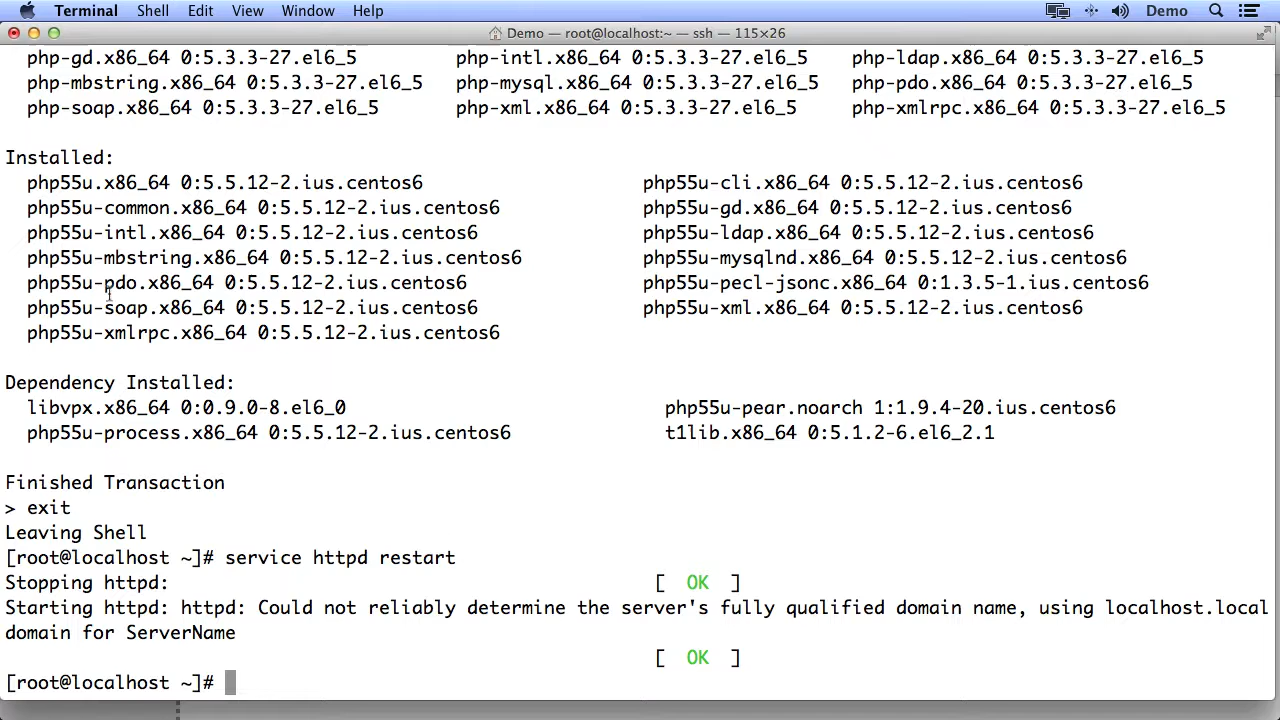 Terminal Shell Edit View Window Help Demo
Demo — root@localhost:~ — ssh — 115×26
php-gd.x86_64 0:5.3.3-27.el6_5 php-intl.x86_64 0:5.3.3-27.el6_5 php-ldap.x86_64 0:5.3.3-27.el6_5
php-mbstring.x86_64 0:5.3.3-27.el6_5 php-mysql.x86_64 0:5.3.3-27.el6_5 php-pdo.x86_64 0:5.3.3-27.el6_5
php-soap.x86_64 0:5.3.3-27.el6_5 php-xml.x86_64 0:5.3.3-27.el6_5 php-xmlrpc.x86_64 0:5.3.3-27.el6_5
Installed:
php55u.x86_64 0:5.5.12-2.ius.centos6 php55u-cli.x86_64 0:5.5.12-2.ius.centos6
php55u-common.x86_64 0:5.5.12-2.ius.centos6 php55u-gd.x86_64 0:5.5.12-2.ius.centos6
php55u-intl.x86_64 0:5.5.12-2.ius.centos6 php55u-ldap.x86_64 0:5.5.12-2.ius.centos6
php55u-mbstring.x86_64 0:5.5.12-2.ius.centos6 php55u-mysqlnd.x86_64 0:5.5.12-2.ius.centos6
php55u-pdo.x86_64 0:5.5.12-2.ius.centos6 php55u-pecl-jsonc.x86_64 0:1.3.5-1.ius.centos6
php55u-soap.x86_64 0:5.5.12-2.ius.centos6 php55u-xml.x86_64 0:5.5.12-2.ius.centos6
php55u-xmlrpc.x86_64 0:5.5.12-2.ius.centos6
Dependency Installed:
libvpx.x86_64 0:0.9.0-8.el6_0 php55u-pear.noarch 1:1.9.4-20.ius.centos6
php55u-process.x86_64 0:5.5.12-2.ius.centos6 t1lib.x86_64 0:5.1.2-6.el6_2.1
Finished Transaction
> exit
Leaving Shell
[root@localhost ~]# service httpd restart
Stopping httpd: [ OK ]
Starting httpd: httpd: Could not reliably determine the server's fully qualified domain name, using localhost.local
domain for ServerName
[ OK ]
[root@localhost ~]#